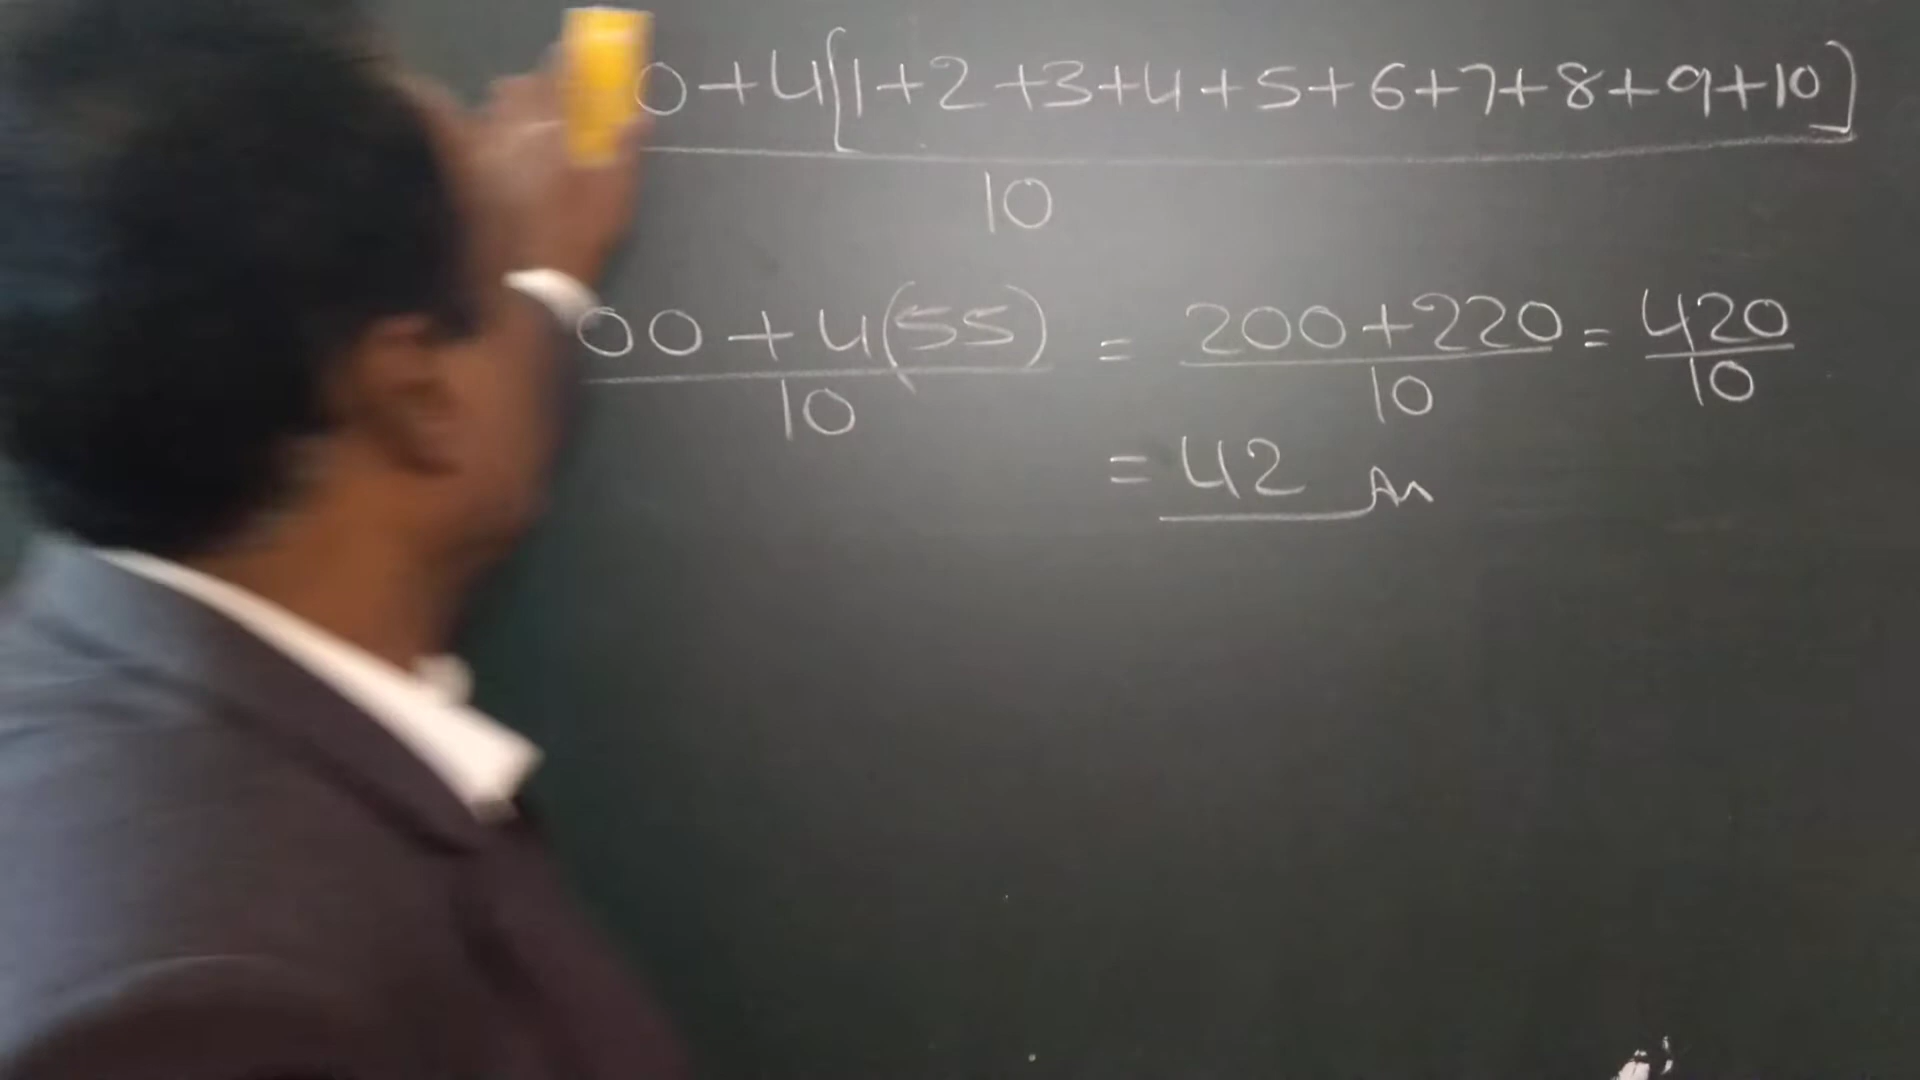 0+4[1+2+3+4+5+6+7+8+9+10]
10
00+4(55) = 200+220 = 420
10 10 10
= 42 An